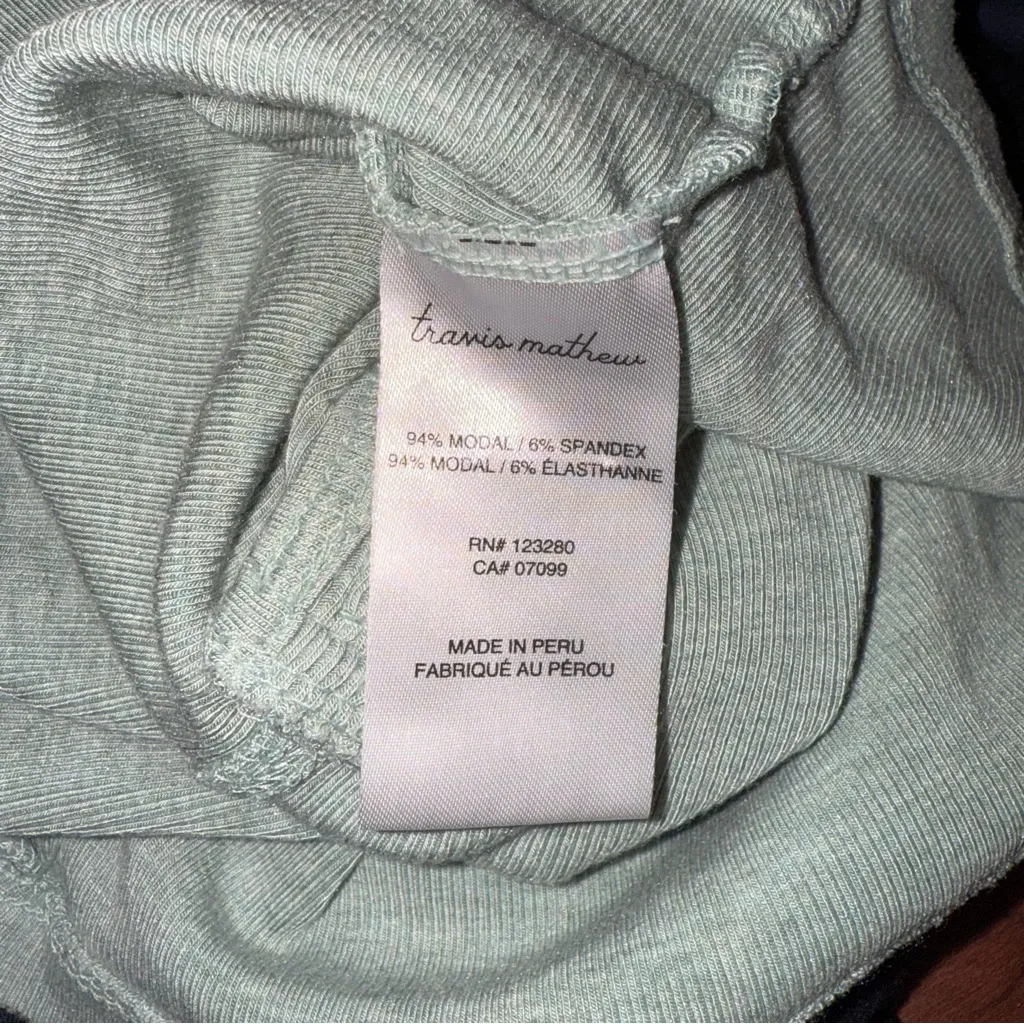 travis mathew
94% MODAL / 6% SPANDEX
94% MODAL / 6% ÉLASTHANNE
RN# 123280
CA# 07099
MADE IN PERU
FABRIQUÉ AU PÉROU